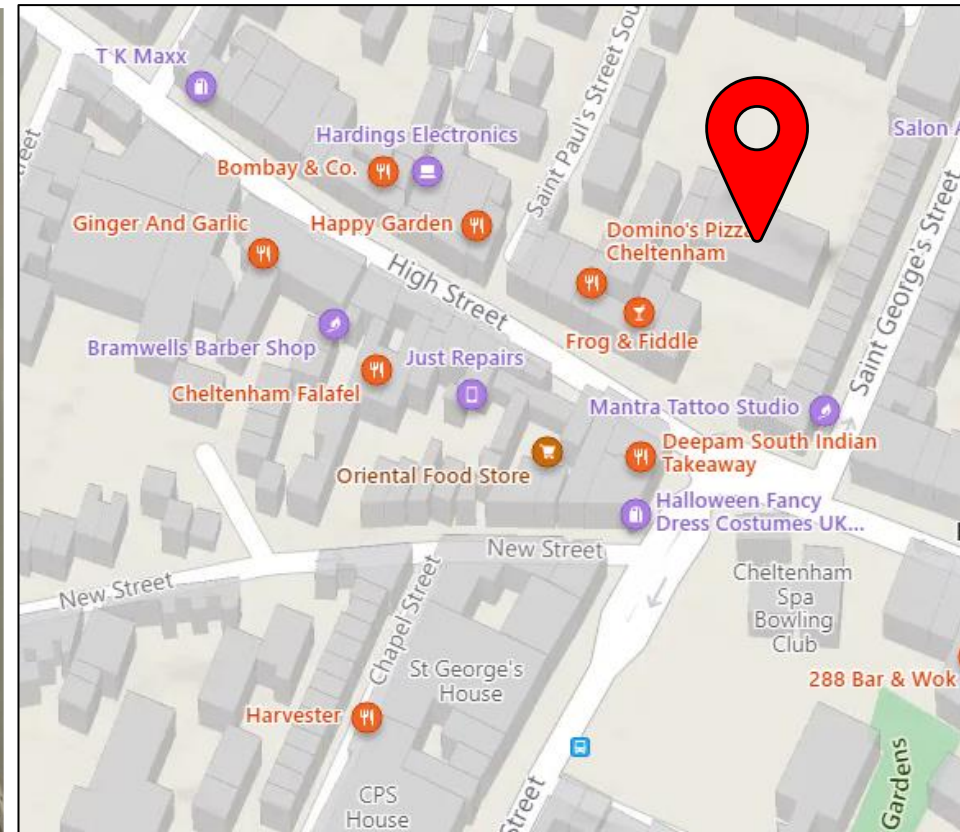 T K Maxx
Hardings Electronics
Bombay & Co.
Ginger And Garlic
Happy Garden
High Street
Saint Paul's Street Sou
Domino's Pizza
Cheltenham
Frog & Fiddle
Salon A
Saint George's Street
Bramwells Barber Shop
Just Repairs
Cheltenham Falafel
Mantra Tattoo Studio
Deepam South Indian
Takeaway
Oriental Food Store
Halloween Fancy
Dress Costumes UK...
New Street
New Street
Chapel Street
Cheltenham
Spa
Bowling
Club
St George's
House
288 Bar & Wok
Harvester
CPS
House
Street
Gardens